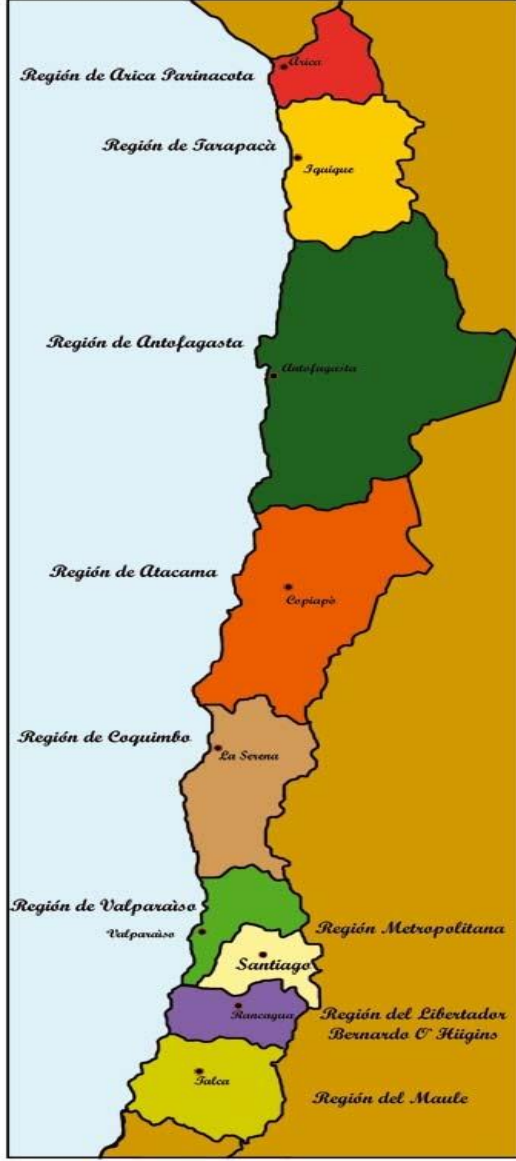 Arica
Región de Arica Parinacota
Región de Tarapacà
Iquique
Región de Antofagasta
Antofagasta
Región de Atacama
Copiapò
Región de Coquimbo
La Serena
Región de Valparaìso
Valparaìso
Región Metropolitana
Santiago
Rancagua
Región del Libertador
Bernardo O` Hiigins
Talca
Región del Maule